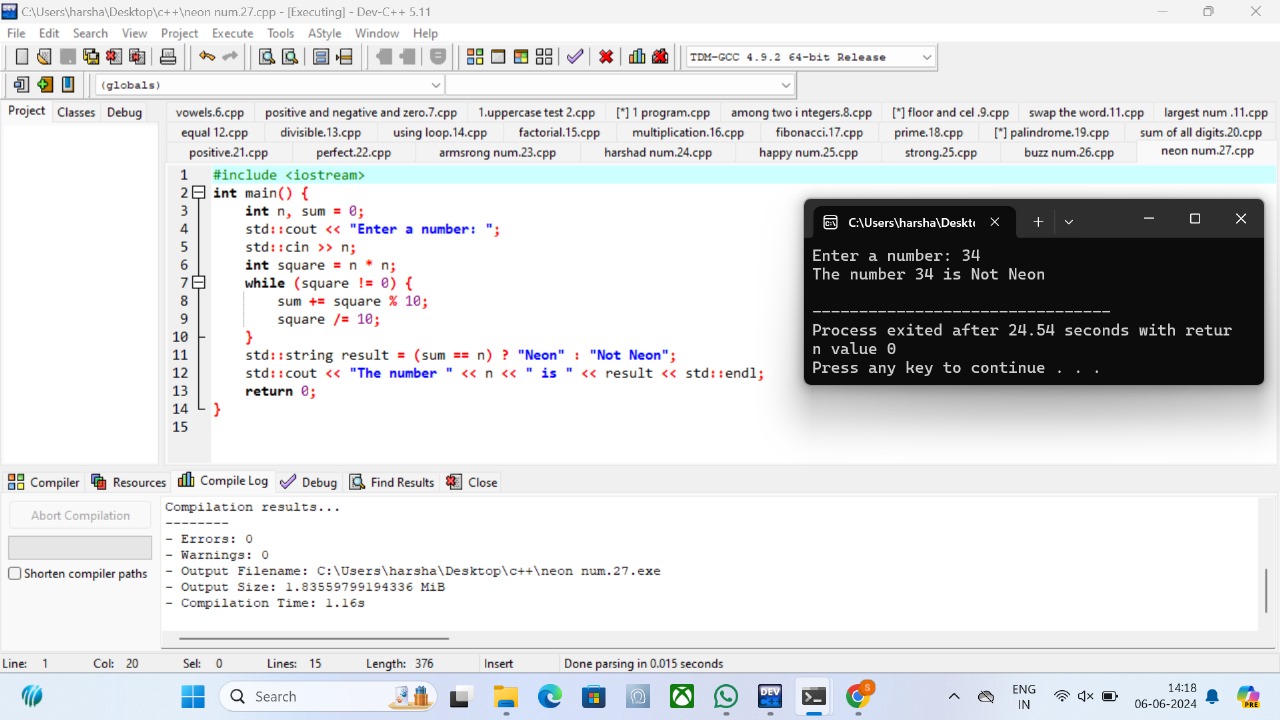 C:\Users\harsha\Desktop\c++\neon num.27.cpp - [Executing] - Dev-C++ 5.11
File Edit Search View Project Execute Tools AStyle Window Help
TDM-GCC 4.9.2 64-bit Release
(globals)
Project Classes Debug
vowels.6.cpp positive and negative and zero.7.cpp 1.uppercase test 2.cpp [*] 1 program.cpp among two i ntegers.8.cpp [*] floor and cel .9.cpp swap the word.11.cpp largest num .11.cpp
equal 12.cpp divisible.13.cpp using loop.14.cpp factorial.15.cpp multiplication.16.cpp fibonacci.17.cpp prime.18.cpp [*] palindrome.19.cpp sum of all digits.20.cpp
positive.21.cpp perfect.22.cpp armsrong num.23.cpp harshad num.24.cpp happy num.25.cpp strong.25.cpp buzz num.26.cpp neon num.27.cpp
1 #include <iostream>
2 int main() {
3 int n, sum = 0;
4 std::cout << "Enter a number: ";
5 std::cin >> n;
6 int square = n * n;
7 while (square != 0) {
8 sum += square % 10;
9 square /= 10;
10 }
11 std::string result = (sum == n) ? "Neon" : "Not Neon";
12 std::cout << "The number " << n << " is " << result << std::endl;
13 return 0;
14 }
15
C:\Users\harsha\Deskto
Enter a number: 34
The number 34 is Not Neon
--------------------------------
Process exited after 24.54 seconds with retur
n value 0
Press any key to continue . . .
Compiler Resources Compile Log Debug Find Results Close
Abort Compilation
Shorten compiler paths
Compilation results...
--------
- Errors: 0
- Warnings: 0
- Output Filename: C:\Users\harsha\Desktop\c++\neon num.27.exe
- Output Size: 1.83559799194336 MiB
- Compilation Time: 1.16s
Line: 1 Col: 20 Sel: 0 Lines: 15 Length: 376 Insert Done parsing in 0.015 seconds
Search
DEV
S
ENG
IN
14:18
06-06-2024
PRE